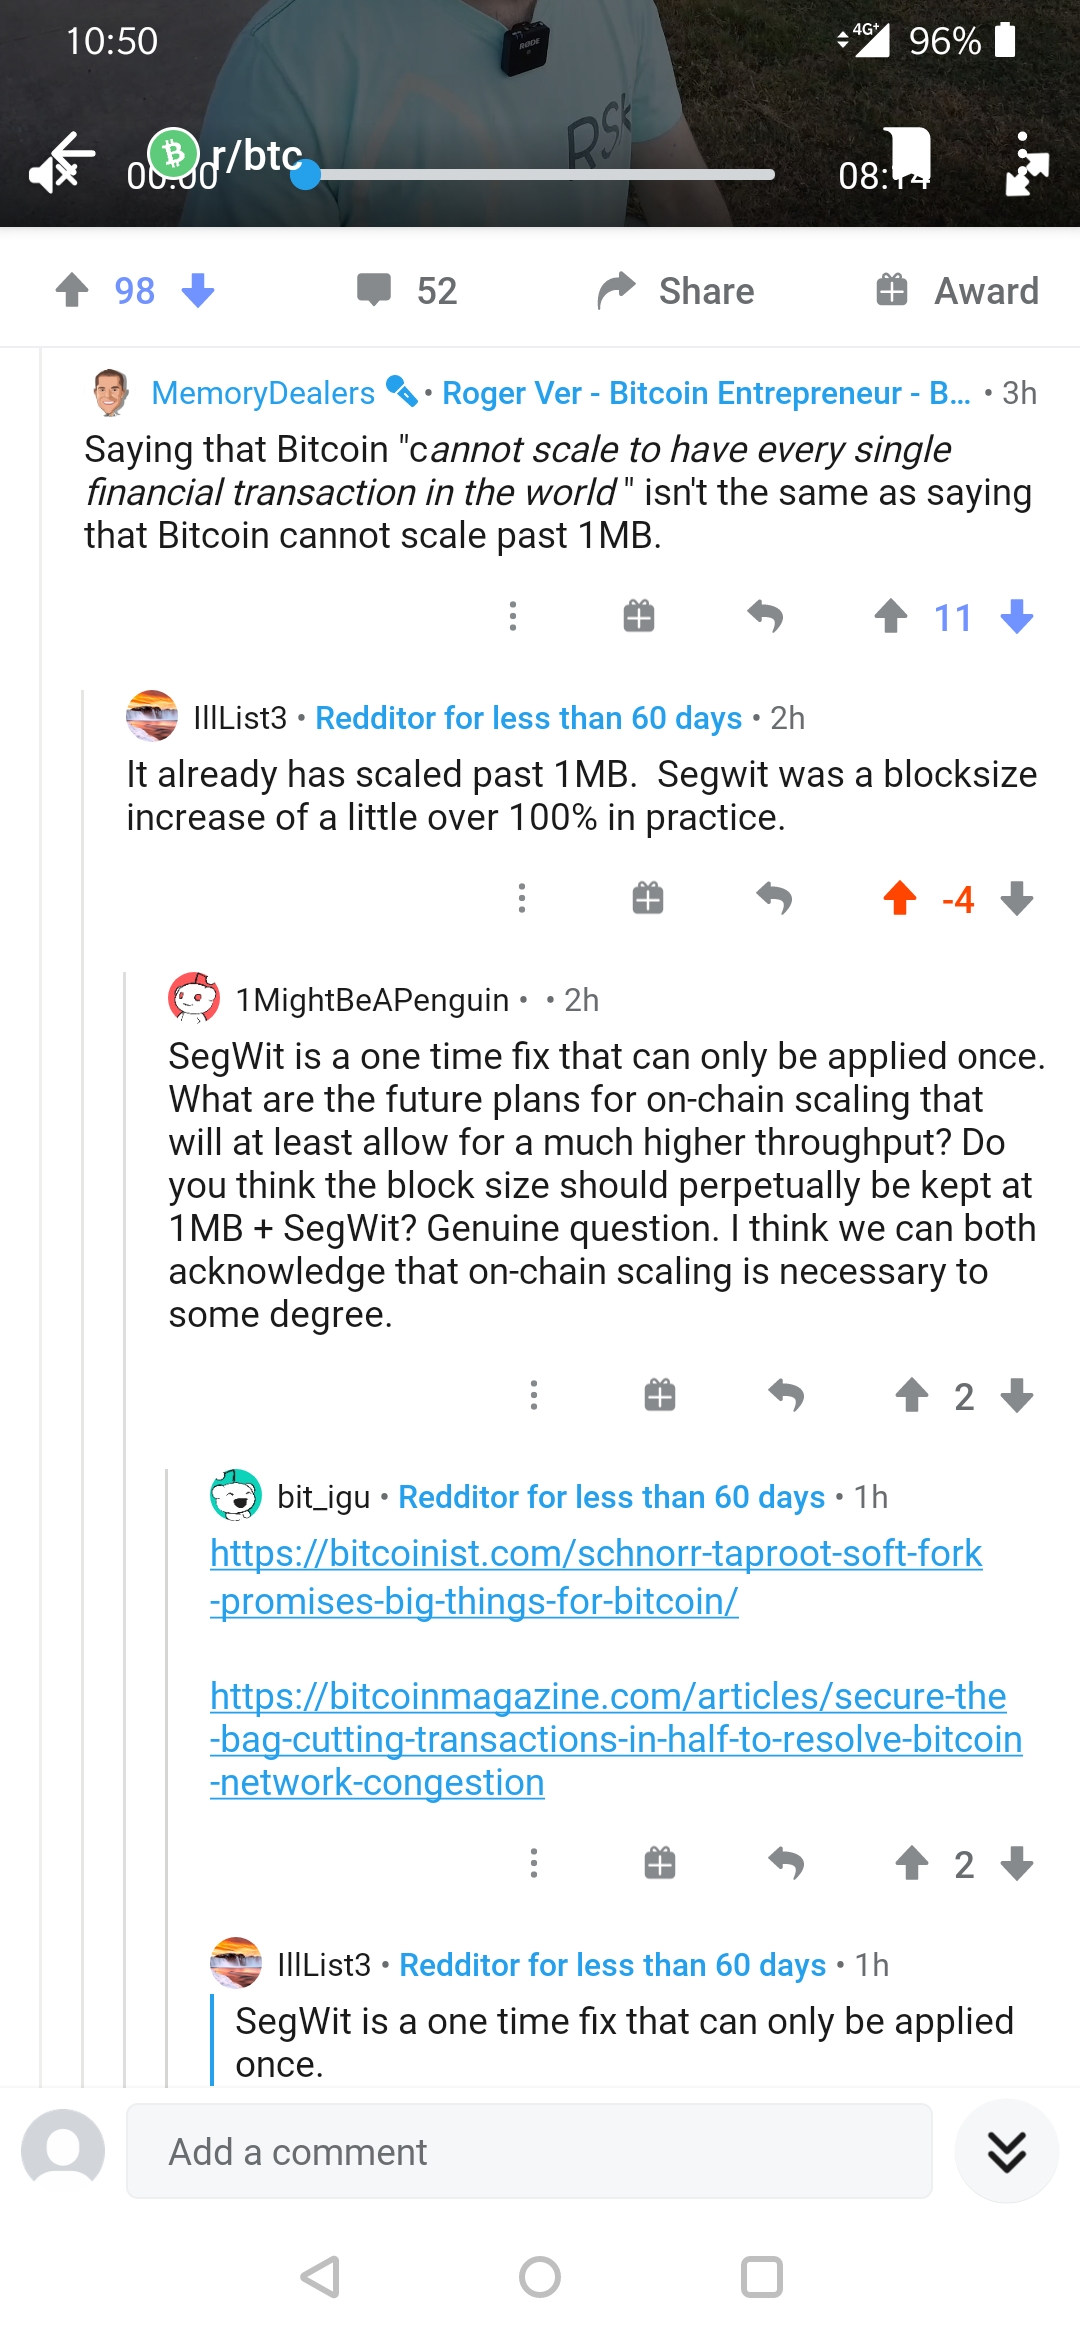 10:50
4G+
96%
RØDE
RSK
r/btc
00:00
08:14
98
52
Share
Award
MemoryDealers • Roger Ver - Bitcoin Entrepreneur - B... • 3h
Saying that Bitcoin "cannot scale to have every single
financial transaction in the world " isn't the same as saying
that Bitcoin cannot scale past 1MB.
11
IllList3 • Redditor for less than 60 days • 2h
It already has scaled past 1MB.  Segwit was a blocksize
increase of a little over 100% in practice.
-4
1MightBeAPenguin • • 2h
SegWit is a one time fix that can only be applied once.
What are the future plans for on-chain scaling that
will at least allow for a much higher throughput? Do
you think the block size should perpetually be kept at
1MB + SegWit? Genuine question. I think we can both
acknowledge that on-chain scaling is necessary to
some degree.
2
bit_igu • Redditor for less than 60 days • 1h
https://bitcoinist.com/schnorr-taproot-soft-fork
-promises-big-things-for-bitcoin/
https://bitcoinmagazine.com/articles/secure-the
-bag-cutting-transactions-in-half-to-resolve-bitcoin
-network-congestion
2
IllList3 • Redditor for less than 60 days • 1h
SegWit is a one time fix that can only be applied
once.
Add a comment